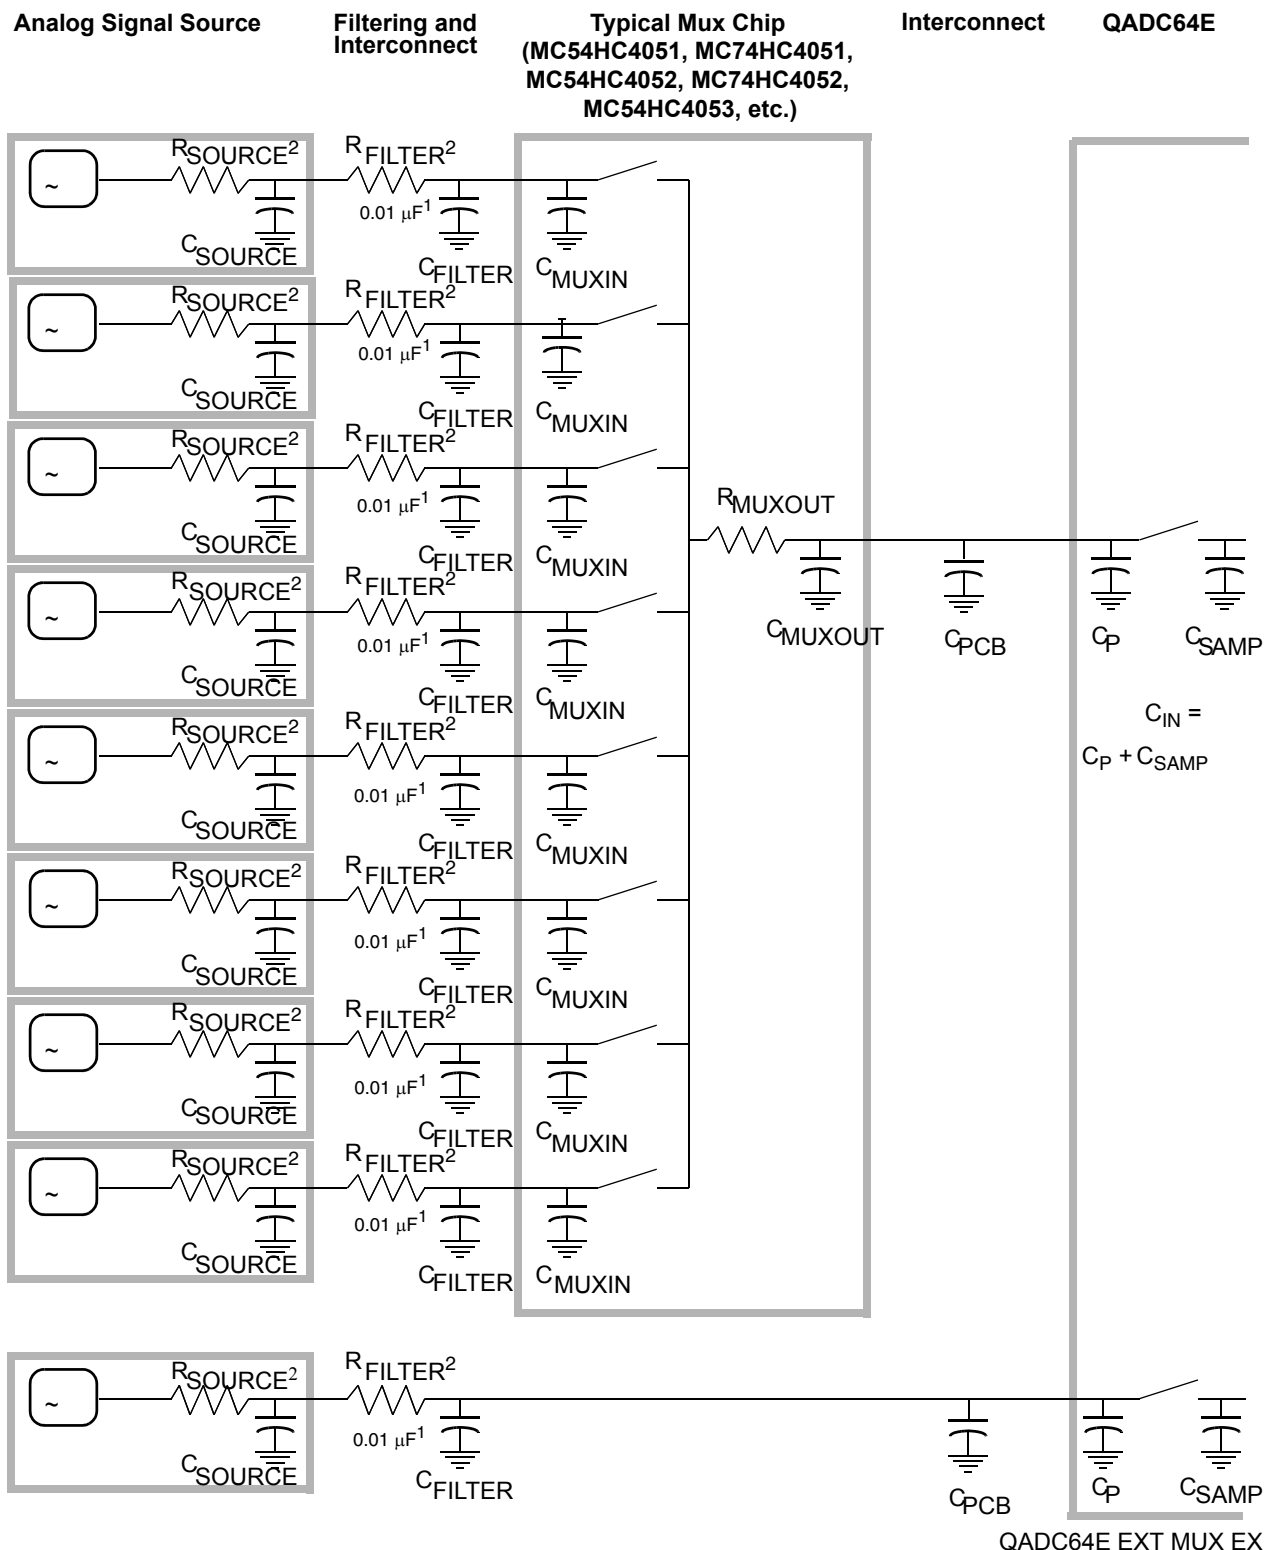 Analog Signal Source
Filtering and
Interconnect
Typical Mux Chip
(MC54HC4051, MC74HC4051,
MC54HC4052, MC74HC4052,
MC54HC4053, etc.)
Interconnect
QADC64E
~
RSOURCE2
CSOURCE
RFILTER2
0.01 µF1
CFILTER
CMUXIN
~
RSOURCE2
CSOURCE
RFILTER2
0.01 µF1
CFILTER
CMUXIN
~
RSOURCE2
CSOURCE
RFILTER2
0.01 µF1
CFILTER
CMUXIN
~
RSOURCE2
CSOURCE
RFILTER2
0.01 µF1
CFILTER
CMUXIN
~
RSOURCE2
CSOURCE
RFILTER2
0.01 µF1
CFILTER
CMUXIN
~
RSOURCE2
CSOURCE
RFILTER2
0.01 µF1
CFILTER
CMUXIN
~
RSOURCE2
CSOURCE
RFILTER2
0.01 µF1
CFILTER
CMUXIN
~
RSOURCE2
CSOURCE
RFILTER2
0.01 µF1
CFILTER
CMUXIN
RMUXOUT
CMUXOUT
CPCB
CP
CSAMP
CIN =
CP + CSAMP
~
RSOURCE2
CSOURCE
RFILTER2
0.01 µF1
CFILTER
CPCB
CP
CSAMP
QADC64E EXT MUX EX